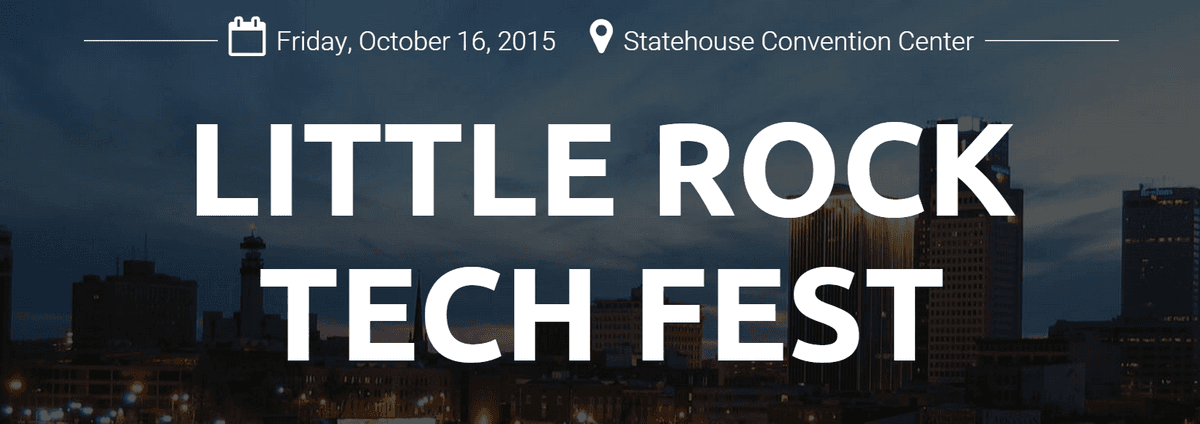 Friday, October 16, 2015 Statehouse Convention Center
LITTLE ROCK
TECH FEST